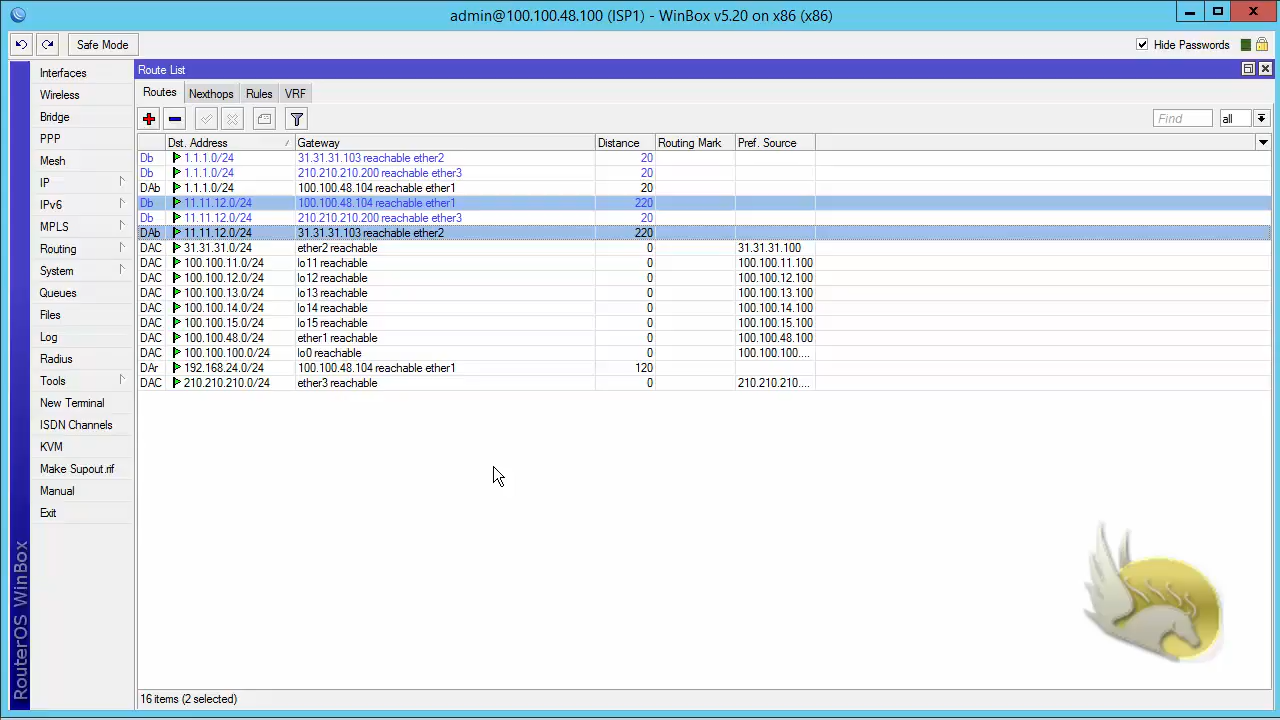 admin@100.100.48.100 (ISP1) - WinBox v5.20 on x86 (x86)
Safe Mode
Hide Passwords
Interfaces
Wireless
Bridge
PPP
Mesh
IP
IPv6
MPLS
Routing
System
Queues
Files
Log
Radius
Tools
New Terminal
ISDN Channels
KVM
Make Supout.rif
Manual
Exit
RouterOS WinBox
Route List
Routes Nexthops Rules VRF
Find all
Dst. Address Gateway Distance Routing Mark Pref. Source
Db 1.1.1.0/24 31.31.31.103 reachable ether2 20
Db 1.1.1.0/24 210.210.210.200 reachable ether3 20
DAb 1.1.1.0/24 100.100.48.104 reachable ether1 20
Db 11.11.12.0/24 100.100.48.104 reachable ether1 220
Db 11.11.12.0/24 210.210.210.200 reachable ether3 20
DAb 11.11.12.0/24 31.31.31.103 reachable ether2 220
DAC 31.31.31.0/24 ether2 reachable 0 31.31.31.100
DAC 100.100.11.0/24 lo11 reachable 0 100.100.11.100
DAC 100.100.12.0/24 lo12 reachable 0 100.100.12.100
DAC 100.100.13.0/24 lo13 reachable 0 100.100.13.100
DAC 100.100.14.0/24 lo14 reachable 0 100.100.14.100
DAC 100.100.15.0/24 lo15 reachable 0 100.100.15.100
DAC 100.100.48.0/24 ether1 reachable 0 100.100.48.100
DAC 100.100.100.0/24 lo0 reachable 0 100.100.100....
DAr 192.168.24.0/24 100.100.48.104 reachable ether1 120
DAC 210.210.210.0/24 ether3 reachable 0 210.210.210....
16 items (2 selected)